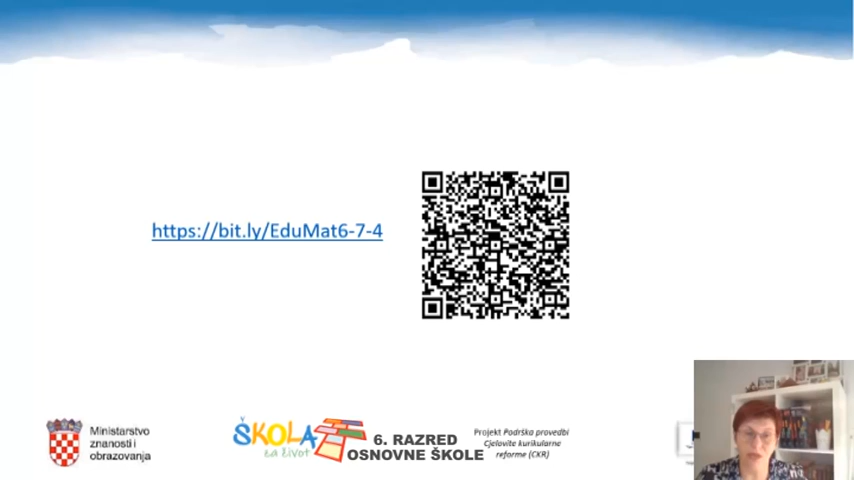 https://bit.ly/EduMat6-7-4
Ministarstvo
znanosti i
obrazovanja
ŠKOLA
za život
6. RAZRED
OSNOVNE ŠKOLE
Projekt Podrška provedbi
Cjelovite kurikularne
reforme (CKR)